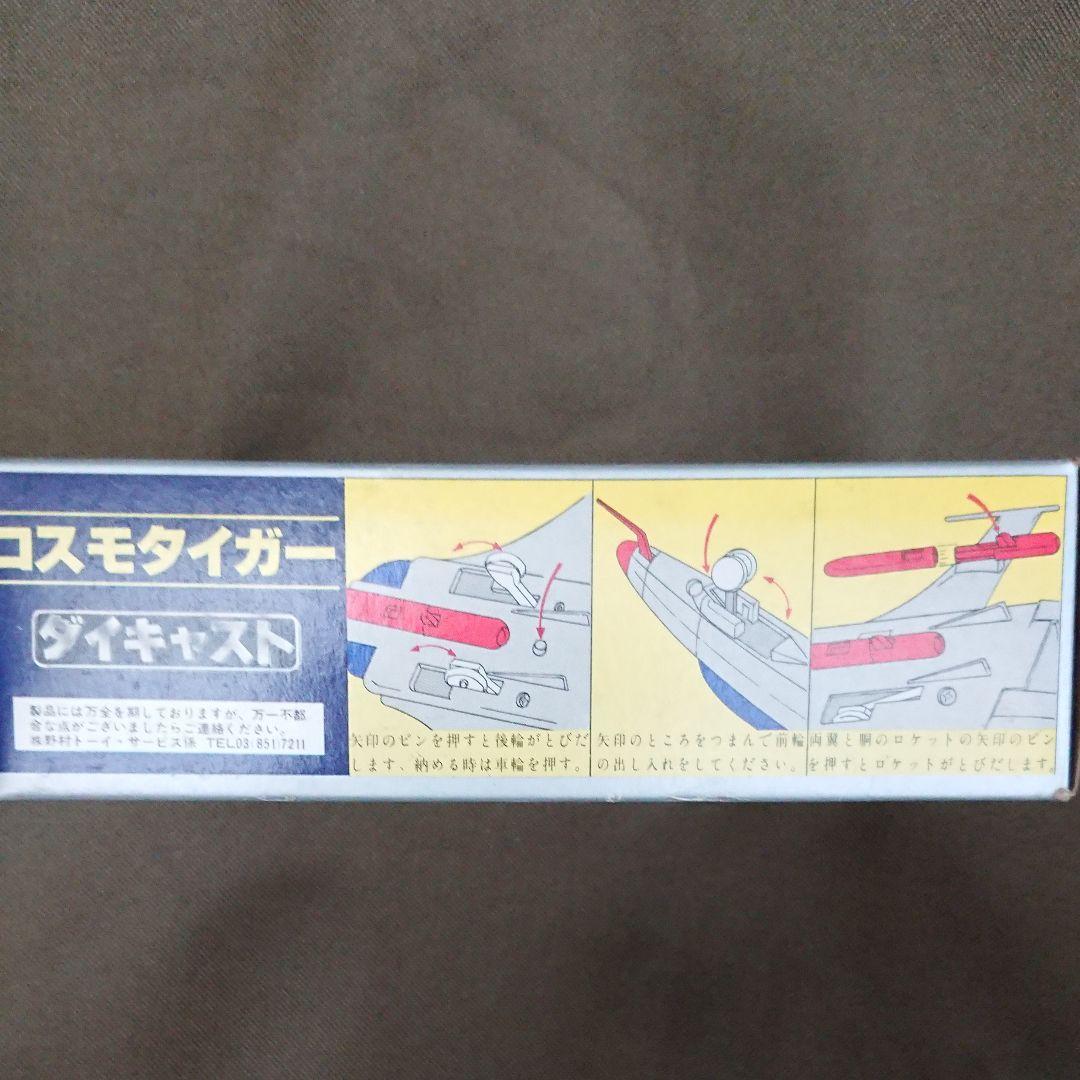 コスモタイガー
ダイキャスト
製品には万全を期しておりますが、万一不都
合な点がございましたらご連絡ください。
㈱野村トーイ・サービス係 TEL03(851)7211
矢印のピンを押すと後輪がとびだ
します、納める時は車輪を押す。
矢印のところをつまんで前輪
の出し入れをしてください。
両翼と胴のロケットの矢印のピン
を押すとロケットがとびだします。